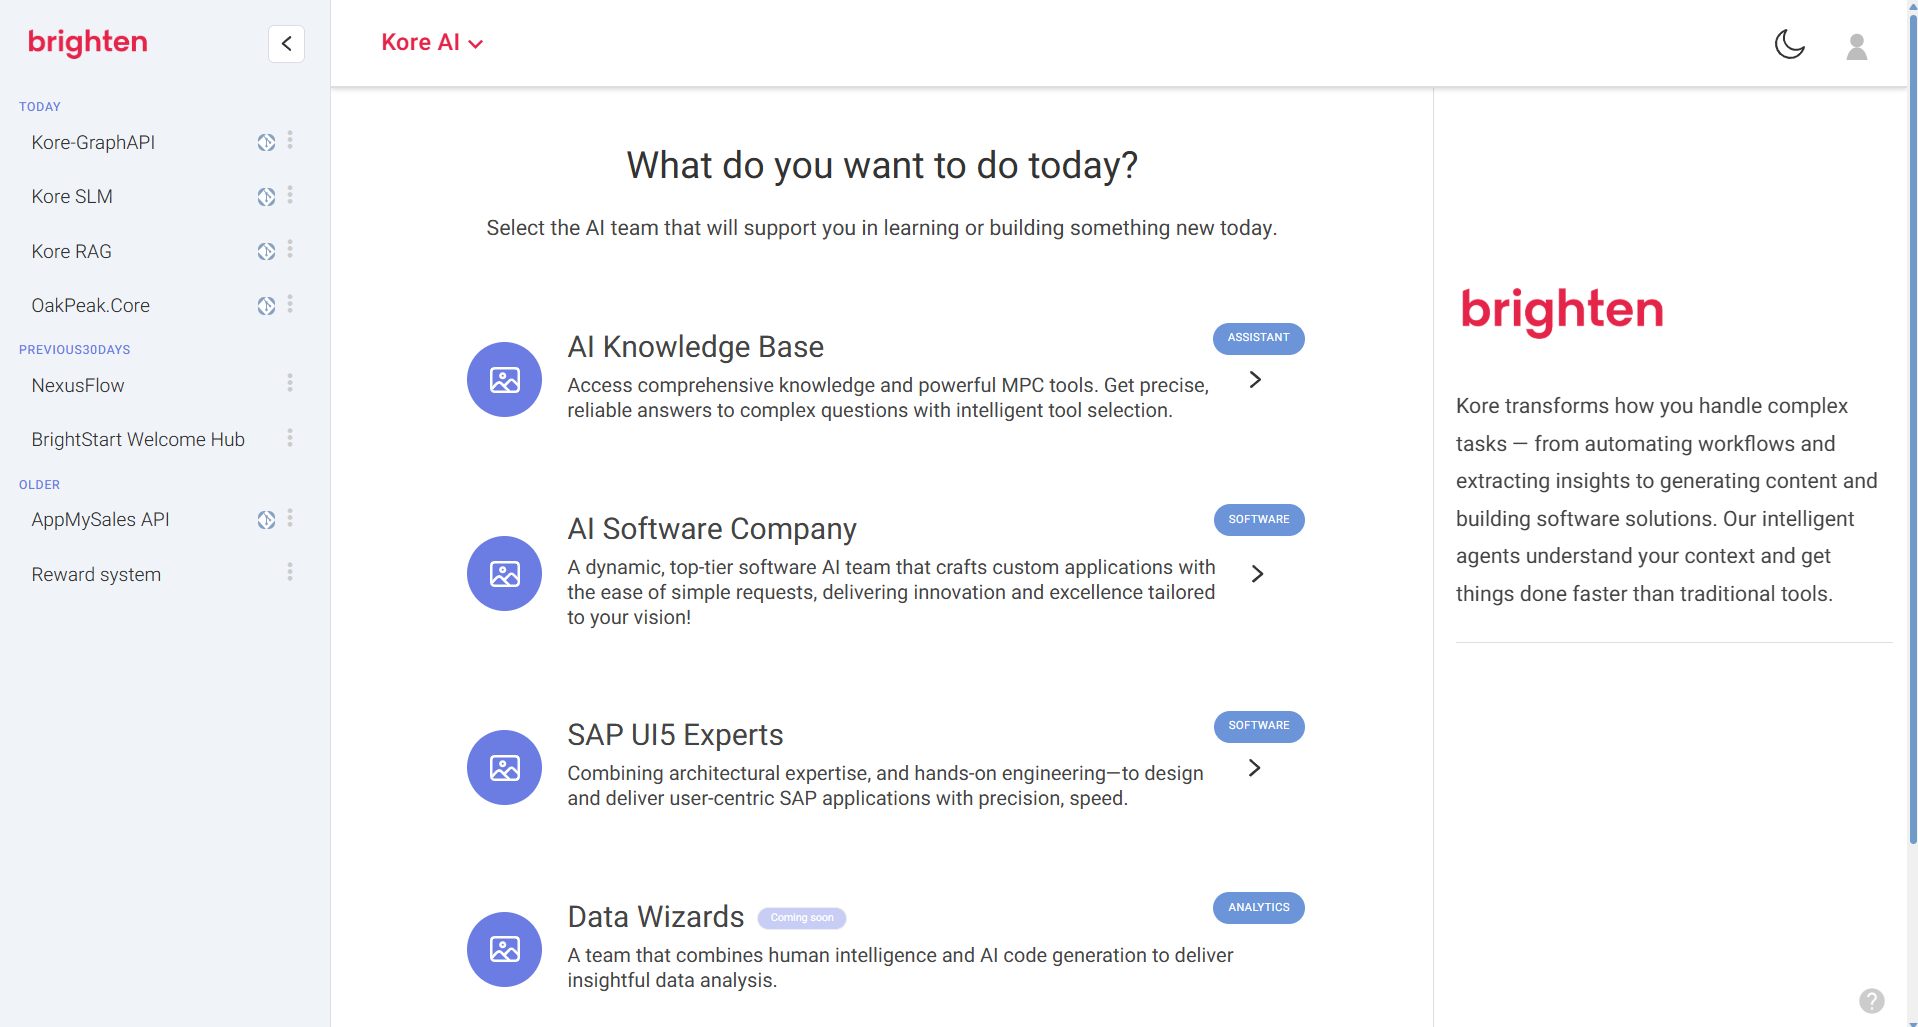 brighten
TODAY
Kore-GraphAPI
Kore SLM
Kore RAG
OakPeak.Core
PREVIOUS30DAYS
NexusFlow
BrightStart Welcome Hub
OLDER
AppMySales API
Reward system
Kore AI
What do you want to do today?
Select the AI team that will support you in learning or building something new today.
AI Knowledge Base
ASSISTANT
Access comprehensive knowledge and powerful MPC tools. Get precise,
reliable answers to complex questions with intelligent tool selection.
AI Software Company
SOFTWARE
A dynamic, top-tier software AI team that crafts custom applications with
the ease of simple requests, delivering innovation and excellence tailored
to your vision!
SAP UI5 Experts
SOFTWARE
Combining architectural expertise, and hands-on engineering—to design
and deliver user-centric SAP applications with precision, speed.
Data Wizards
Coming soon
ANALYTICS
A team that combines human intelligence and AI code generation to deliver
insightful data analysis.
brighten
Kore transforms how you handle complex
tasks — from automating workflows and
extracting insights to generating content and
building software solutions. Our intelligent
agents understand your context and get
things done faster than traditional tools.
?